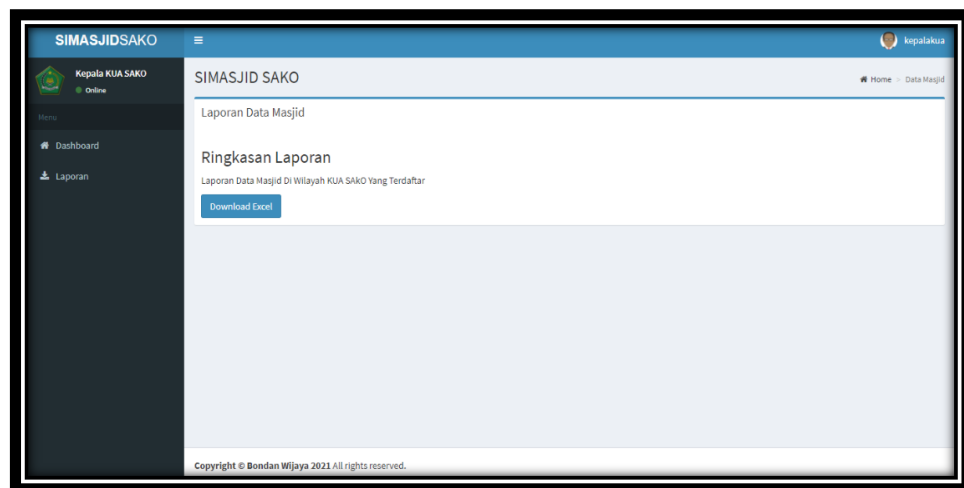 SIMASJIDSAKO
kepalakua
Kepala KUA SAKO
Online
Menu
Dashboard
Laporan
SIMASJID SAKO
Home > Data Masjid
Laporan Data Masjid
Ringkasan Laporan
Laporan Data Masjid Di Wilayah KUA SAkO Yang Terdaftar
Download Excel
Copyright © Bondan Wijaya 2021 All rights reserved.